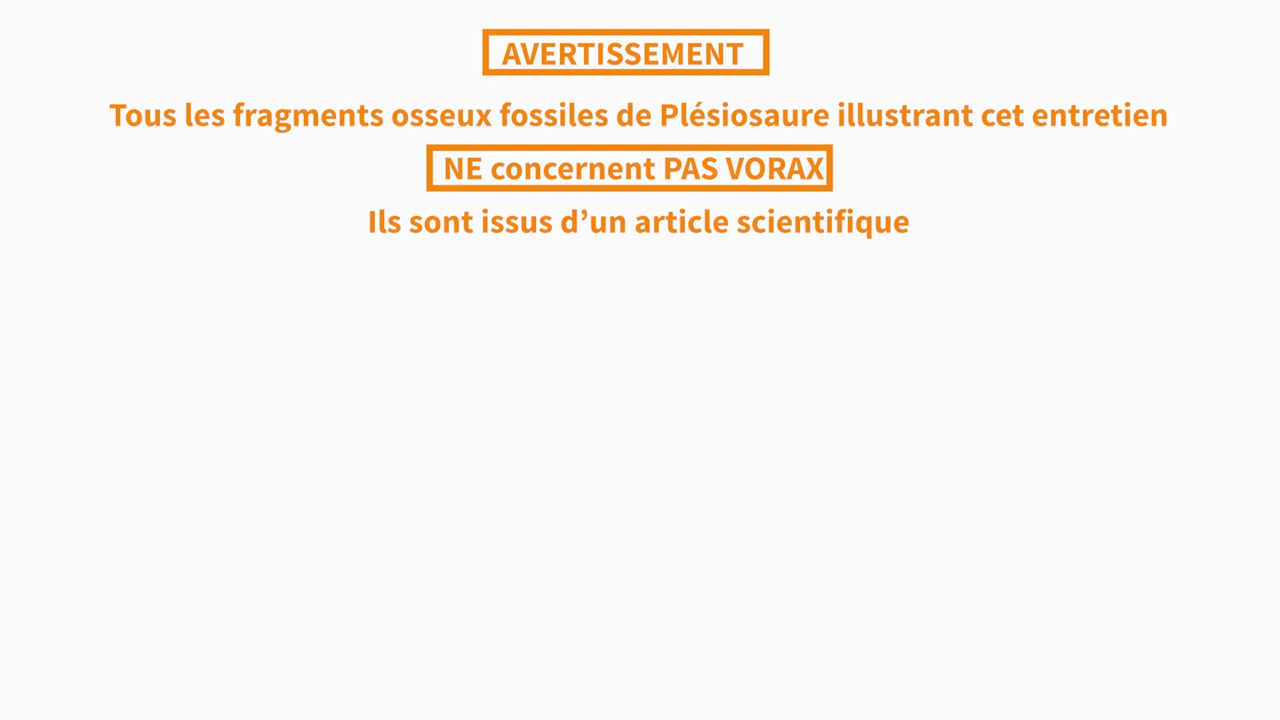 AVERTISSEMENT
Tous les fragments osseux fossiles de Plésiosaure illustrant cet entretien
NE concernent PAS VORAX
Ils sont issus d’un article scientifique